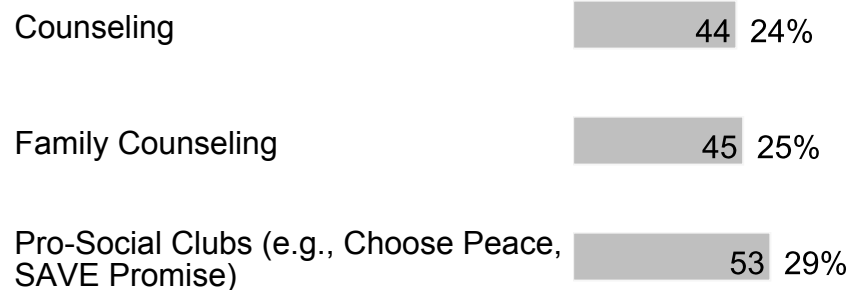 Counseling 44 24%
Family Counseling 45 25%
Pro-Social Clubs (e.g., Choose Peace,
SAVE Promise) 53 29%